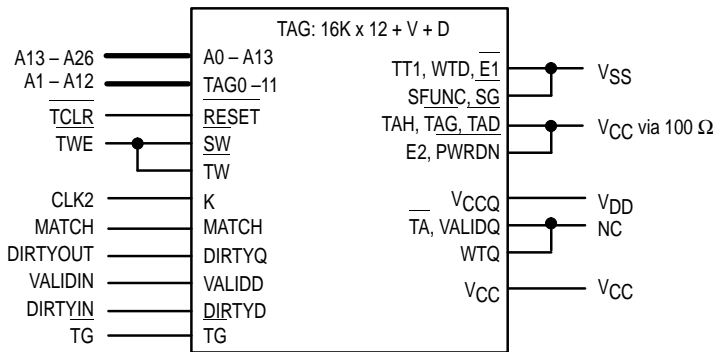 TAG: 16K x 12 + V + D
A13 – A26 A0 – A13
A1 – A12 TAG0 –11
TCLR RESET
TWE SW
TW
CLK2 K
MATCH MATCH
DIRTYOUT DIRTYQ
VALIDIN VALIDD
DIRTYIN DIRTYD
TG TG
TT1, WTD, E1 VSS
SFUNC, SG
TAH, TAG, TAD VCC via 100 Ω
E2, PWRDN
VCCQ VDD
TA, VALIDQ NC
WTQ
VCC VCC